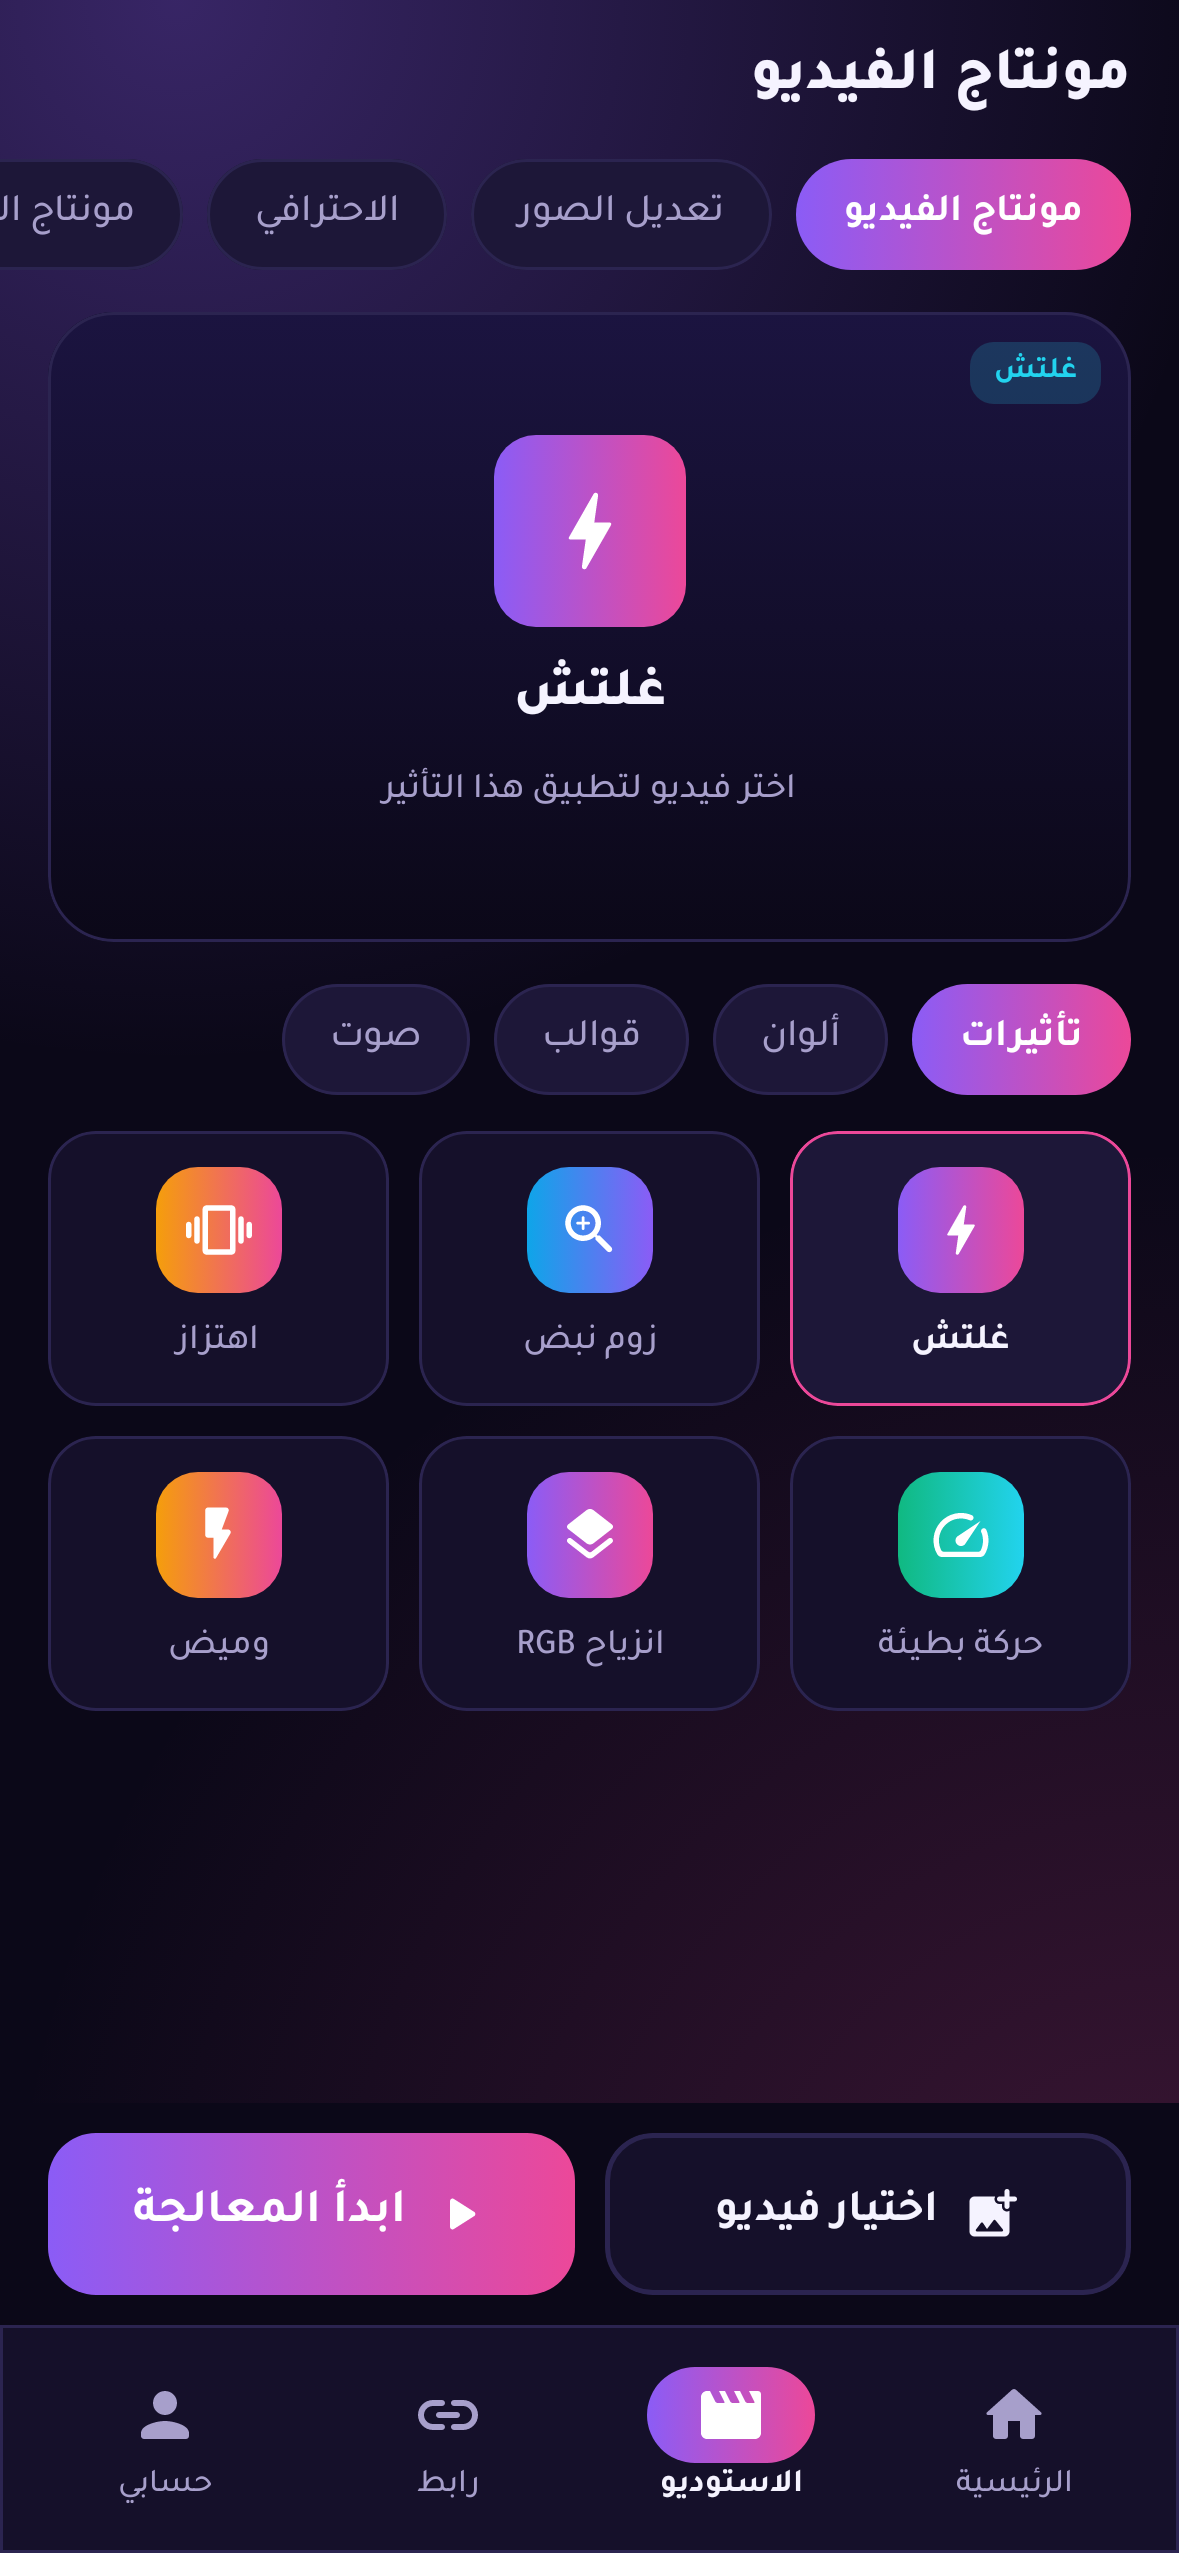 مونتاج الفيديو
مونتاج الفيديو
تعديل الصور
الاحترافي
مونتاج
غلتش
غلتش
اختر فيديو لتطبيق هذا التأثير
تأثيرات
ألوان
قوالب
صوت
غلتش
زوم نبض
اهتزاز
حركة بطيئة
انزياح RGB
وميض
اختيار فيديو
ابدأ المعالجة
الرئيسية
الاستوديو
رابط
حسابي